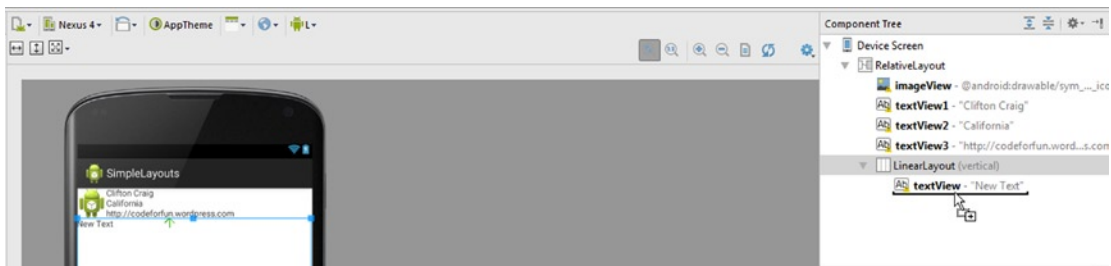 Nexus 4
AppTheme
L
Component Tree
Device Screen
RelativeLayout
imageView - @android:drawable/sym_..._ico
textView1 - "Clifton Craig"
textView2 - "California"
textView3 - "http://codeforfun.word...s.com
LinearLayout (vertical)
textView - "New Text"
SimpleLayouts
Clifton Craig
California
http://codeforfun.wordpress.com
New Text